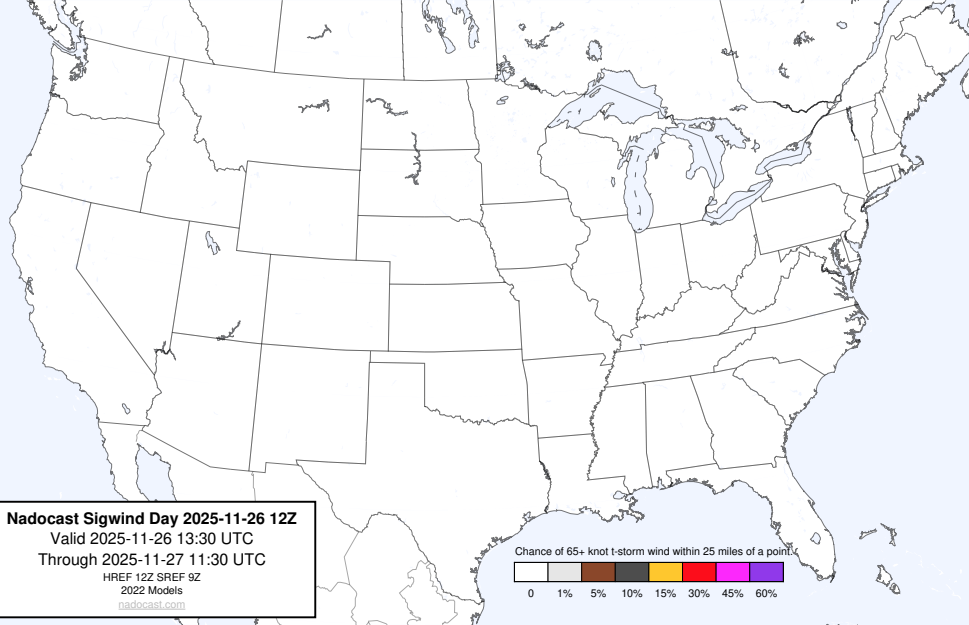 Nadocast Sigwind Day 2025-11-26 12Z
Valid 2025-11-26 13:30 UTC
Through 2025-11-27 11:30 UTC
HREF 12Z SREF 9Z
2022 Models
nadocast.com
Chance of 65+ knot t-storm wind within 25 miles of a point.
0 1% 5% 10% 15% 30% 45% 60%